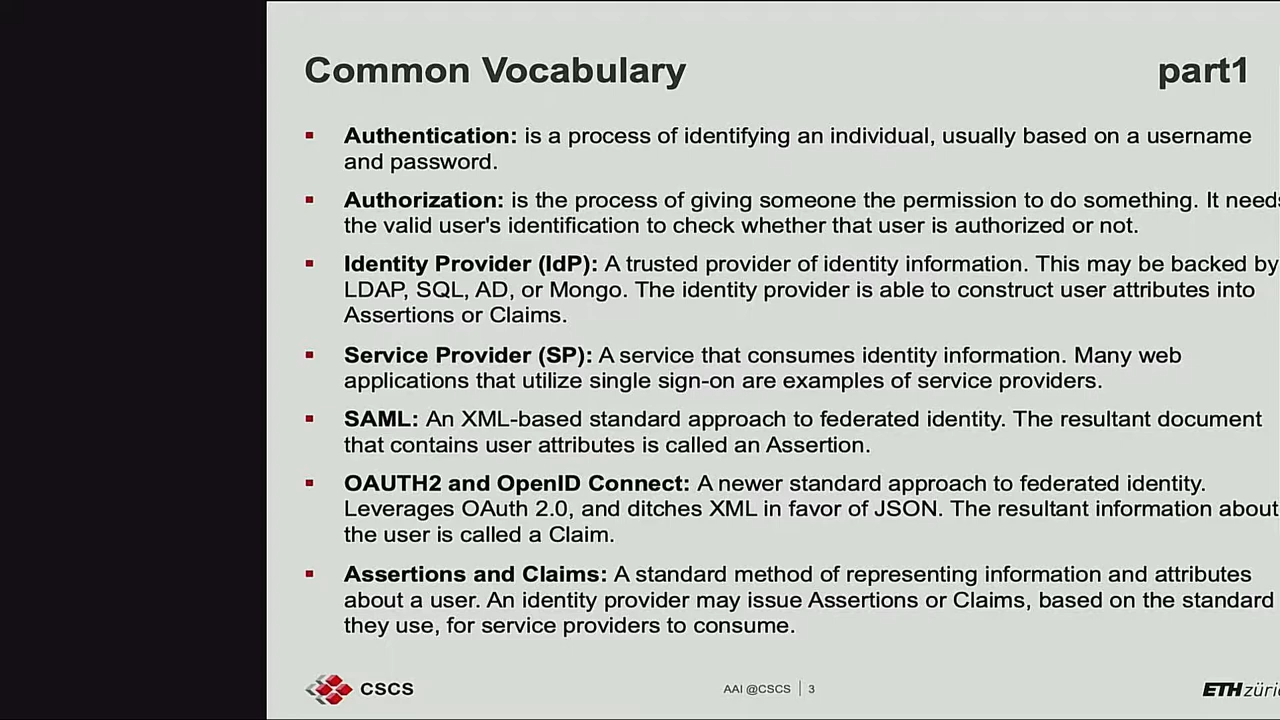 Common Vocabulary part1
Authentication: is a process of identifying an individual, usually based on a username
and password.
Authorization: is the process of giving someone the permission to do something. It needs
the valid user's identification to check whether that user is authorized or not.
Identity Provider (IdP): A trusted provider of identity information. This may be backed by
LDAP, SQL, AD, or Mongo. The identity provider is able to construct user attributes into
Assertions or Claims.
Service Provider (SP): A service that consumes identity information. Many web
applications that utilize single sign-on are examples of service providers.
SAML: An XML-based standard approach to federated identity. The resultant document
that contains user attributes is called an Assertion.
OAUTH2 and OpenID Connect: A newer standard approach to federated identity.
Leverages OAuth 2.0, and ditches XML in favor of JSON. The resultant information about
the user is called a Claim.
Assertions and Claims: A standard method of representing information and attributes
about a user. An identity provider may issue Assertions or Claims, based on the standard
they use, for service providers to consume.
CSCS AAI @CSCS | 3 ETH züri